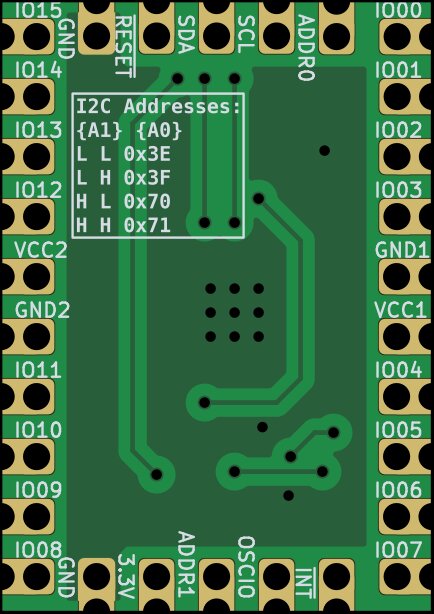 IO15
GND
RESET
SDA
SCL
ADDR0
IO00
IO14
IO01
I2C Addresses:
{A1} {A0}
L L 0x3E
L H 0x3F
H L 0x70
H H 0x71
IO13
IO02
IO12
IO03
VCC2
GND1
GND2
VCC1
IO11
IO04
IO10
IO05
IO09
IO06
IO08
GND
3.3V
ADDR1
OSCIO
INT
IO07